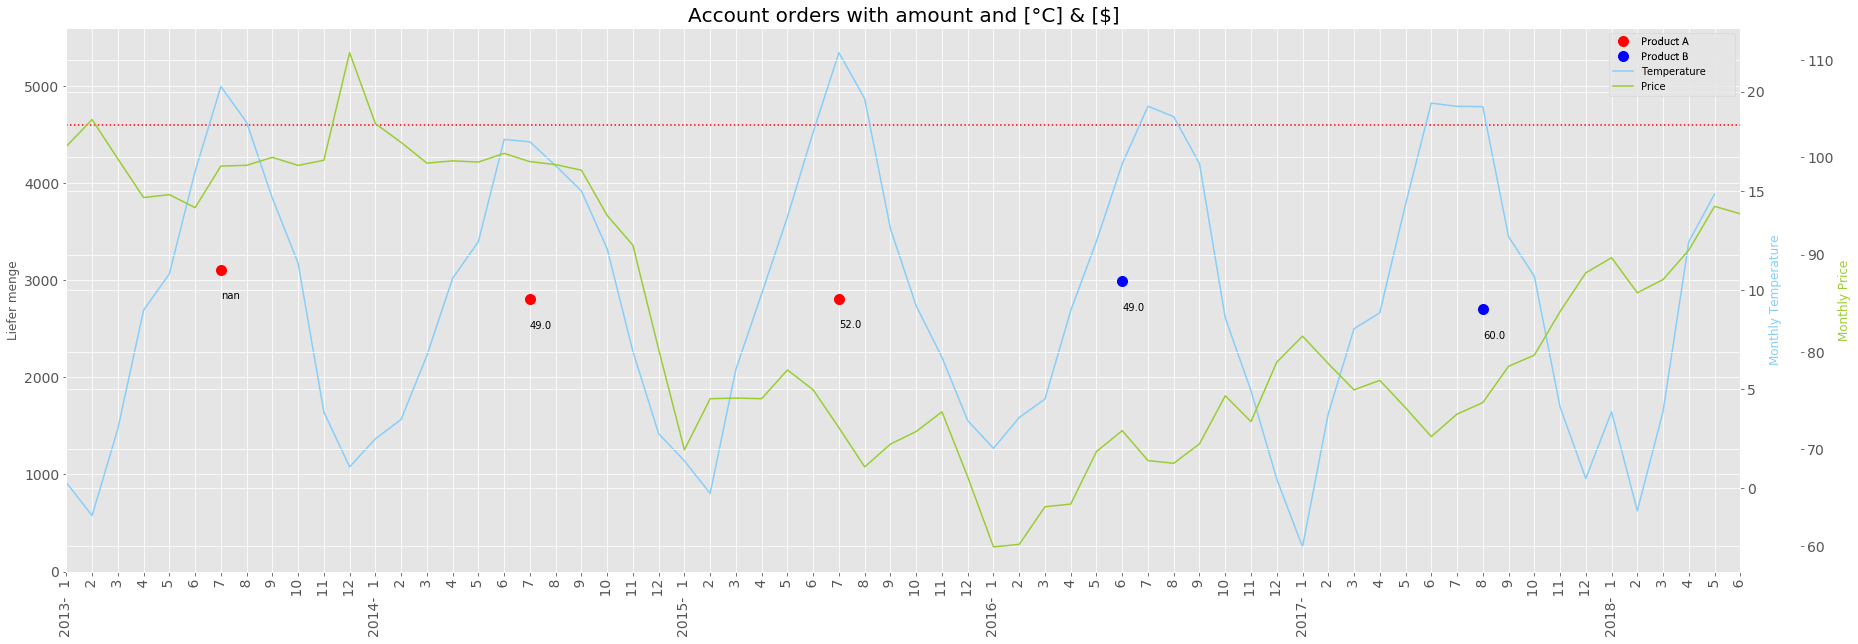 Account orders with amount and [°C] & [$]
Product A
Product B
Temperature
Price
5000
4000
3000
2000
1000
0
Liefer menge
20
15
10
5
0
Monthly Temperature
110
100
90
80
70
60
Monthly Price
nan
49.0
52.0
49.0
60.0
2013- 1 2 3 4 5 6 7 8 9 10 11 12 2014- 1 2 3 4 5 6 7 8 9 10 11 12 2015- 1 2 3 4 5 6 7 8 9 10 11 12 2016- 1 2 3 4 5 6 7 8 9 10 11 12 2017- 1 2 3 4 5 6 7 8 9 10 11 12 2018- 1 2 3 4 5 6